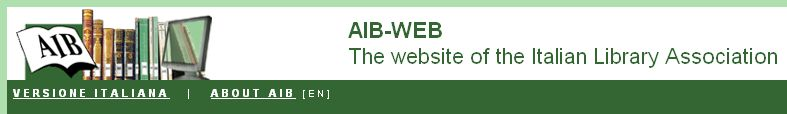 AIB
AIB-WEB
The website of the Italian Library Association
VERSIONE ITALIANA | ABOUT AIB [EN]